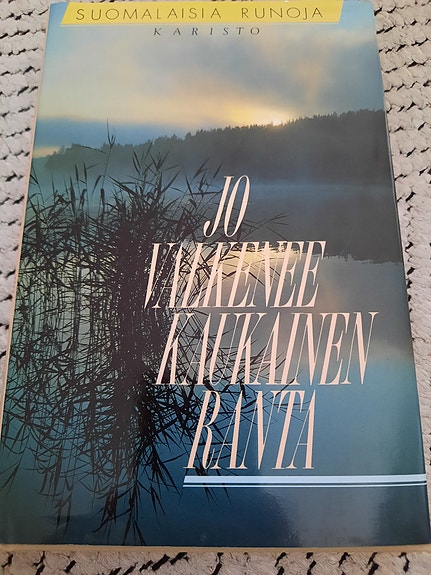 SUOMALAISIA RUNOJA
KARISTO
JO
VALKENEE
KAUKAINEN
RANTA